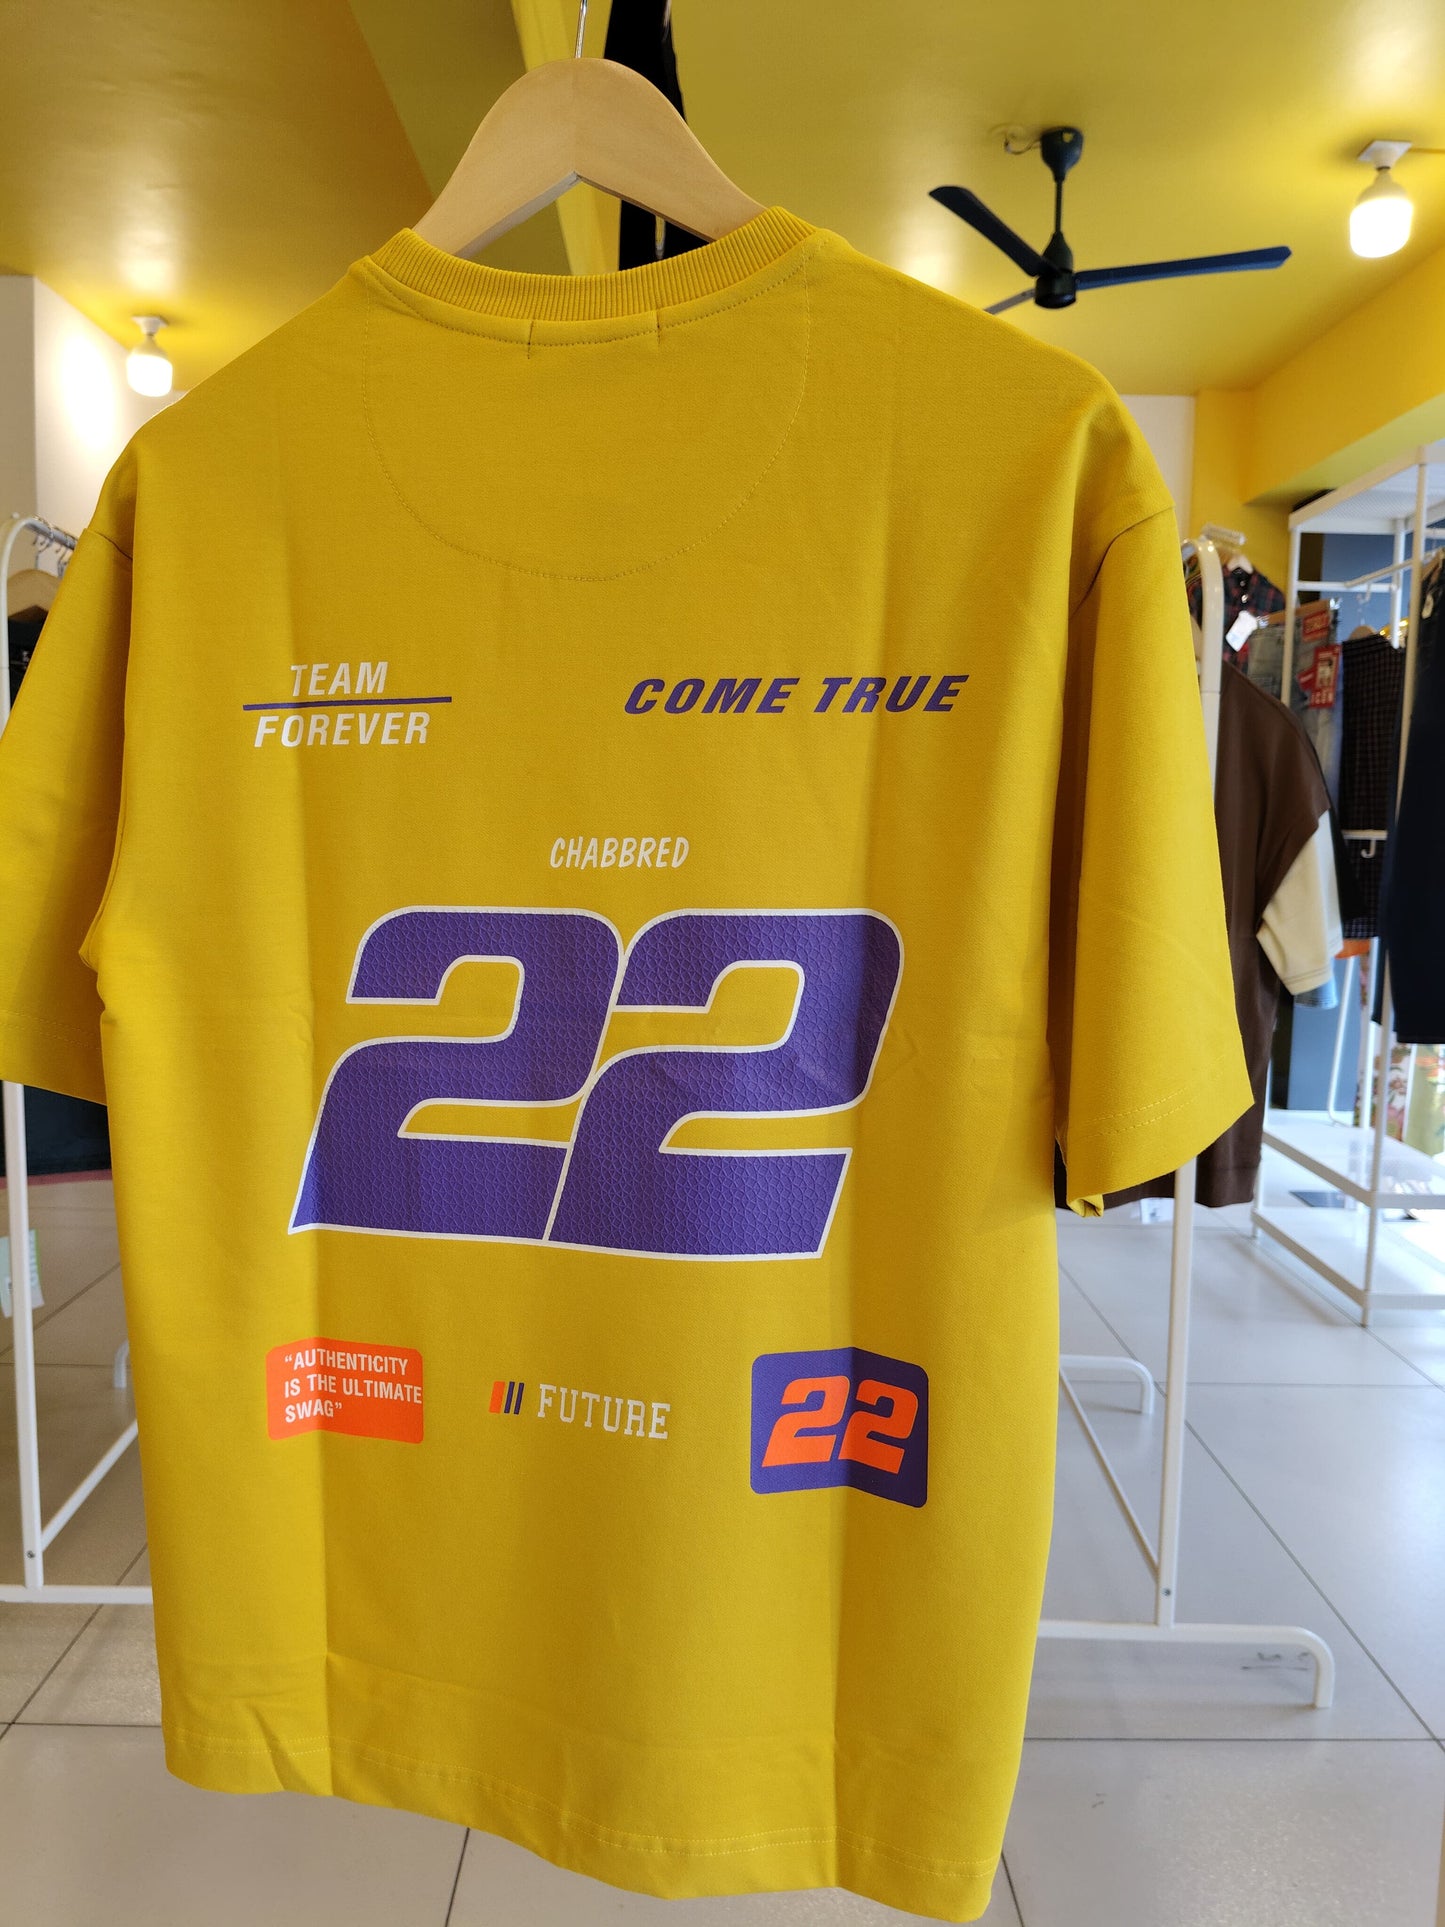 TEAM
FOREVER
COME TRUE
CHABBRED
22
"AUTHENTICITY
IS THE ULTIMATE
SWAG"
FUTURE
22